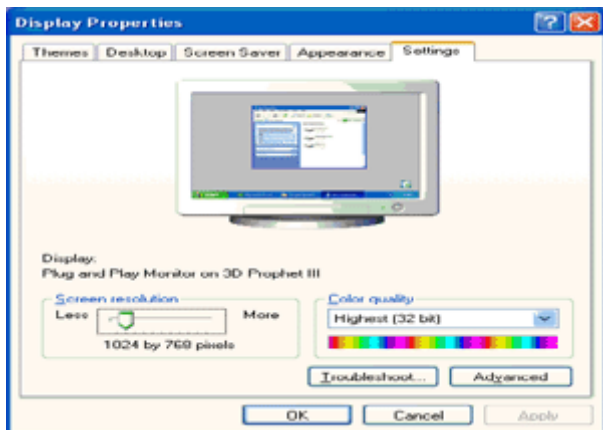 Display Properties
Themes Desktop Screen Saver Appearance Settings
Display:
Plug and Play Monitor on 3D Prophet III
Screen resolution
Less More
1024 by 768 pixels
Color quality
Highest (32 bit)
Troubleshoot... Advanced
OK Cancel Apply